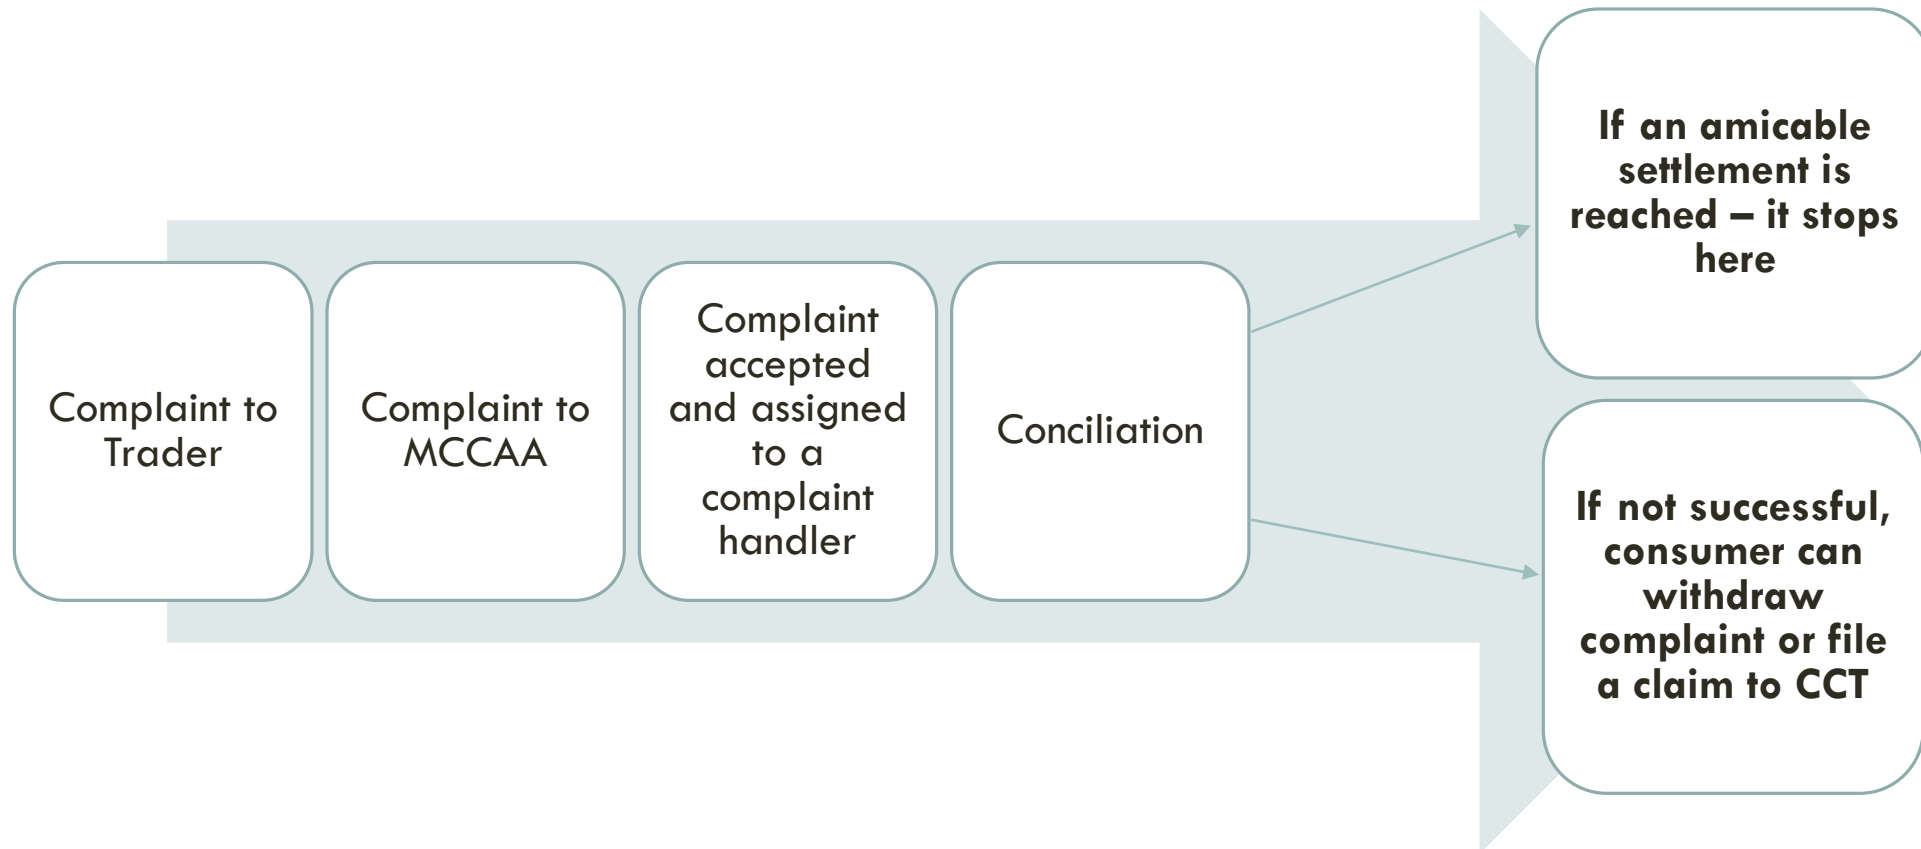 Complaint to
Trader
Complaint to
MCCAA
Complaint
accepted
and assigned
to a
complaint
handler
Conciliation
If an amicable
settlement is
reached – it stops
here
If not successful,
consumer can
withdraw
complaint or file
a claim to CCT